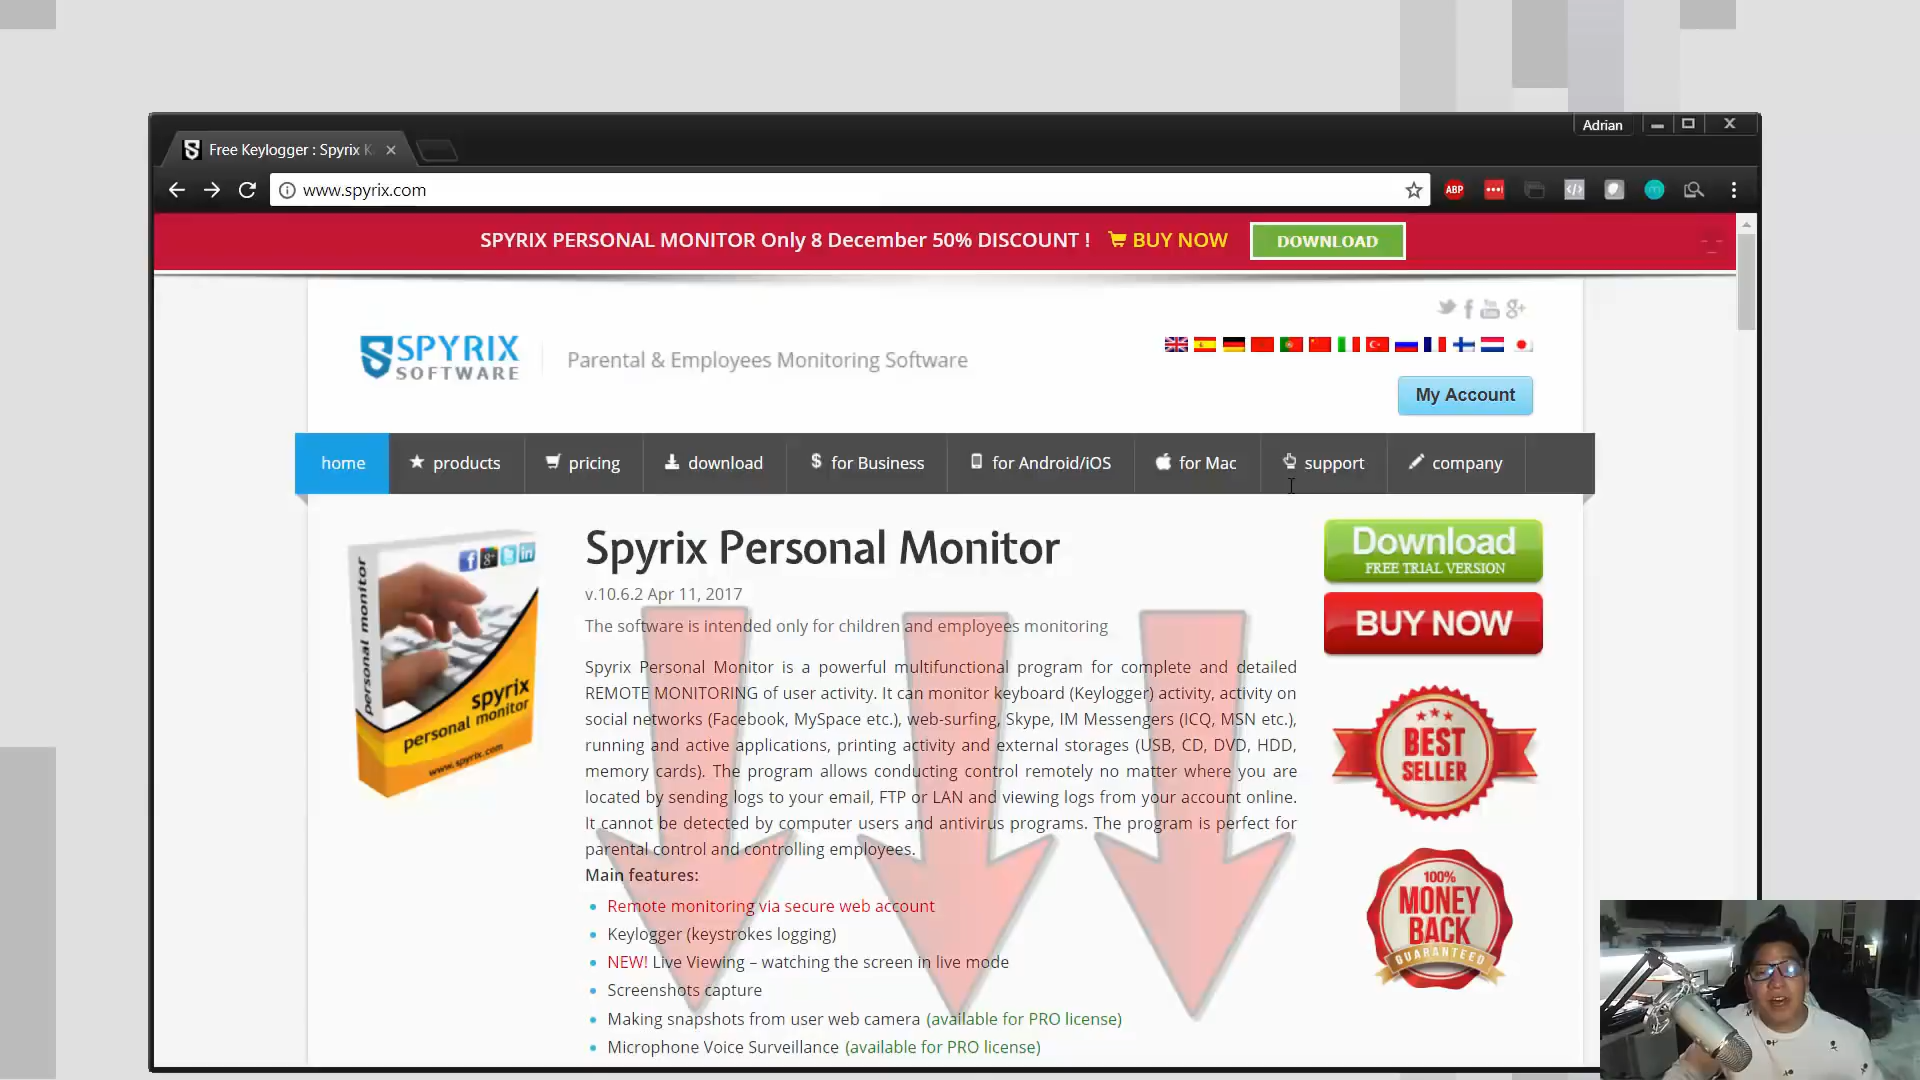 Adrian
Free Keylogger : Spyrix K
www.spyrix.com
ABP
SPYRIX PERSONAL MONITOR Only 8 December 50% DISCOUNT ! BUY NOW DOWNLOAD
SPYRIX
SOFTWARE
Parental & Employees Monitoring Software
My Account
home products pricing download for Business for Android/iOS for Mac support company
Spyrix Personal Monitor
v.10.6.2 Apr 11, 2017
The software is intended only for children and employees monitoring
Spyrix Personal Monitor is a powerful multifunctional program for complete and detailed
REMOTE MONITORING of user activity. It can monitor keyboard (Keylogger) activity, activity on
social networks (Facebook, MySpace etc.), web-surfing, Skype, IM Messengers (ICQ, MSN etc.),
running and active applications, printing activity and external storages (USB, CD, DVD, HDD,
memory cards). The program allows conducting control remotely no matter where you are
located by sending logs to your email, FTP or LAN and viewing logs from your account online.
It cannot be detected by computer users and antivirus programs. The program is perfect for
parental control and controlling employees.
Main features:
Remote monitoring via secure web account
Keylogger (keystrokes logging)
NEW! Live Viewing – watching the screen in live mode
Screenshots capture
Making snapshots from user web camera (available for PRO license)
Microphone Voice Surveillance (available for PRO license)
personal monitor
spyrix
personal monitor
www.spyrix.com
Download
FREE TRIAL VERSION
BUY NOW
BEST
SELLER
100%
MONEY
BACK
GUARANTEED